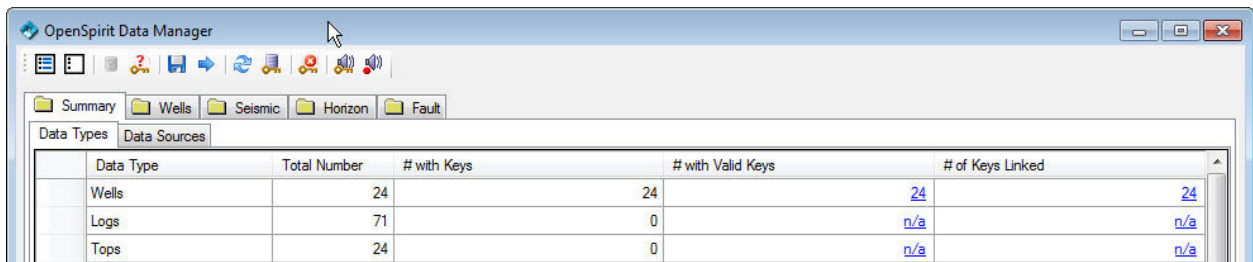 OpenSpirit Data Manager
Summary Wells Seismic Horizon Fault
Data Types Data Sources
Data Type Total Number # with Keys # with Valid Keys # of Keys Linked
Wells 24 24 24 24
Logs 71 0 n/a n/a
Tops 24 0 n/a n/a